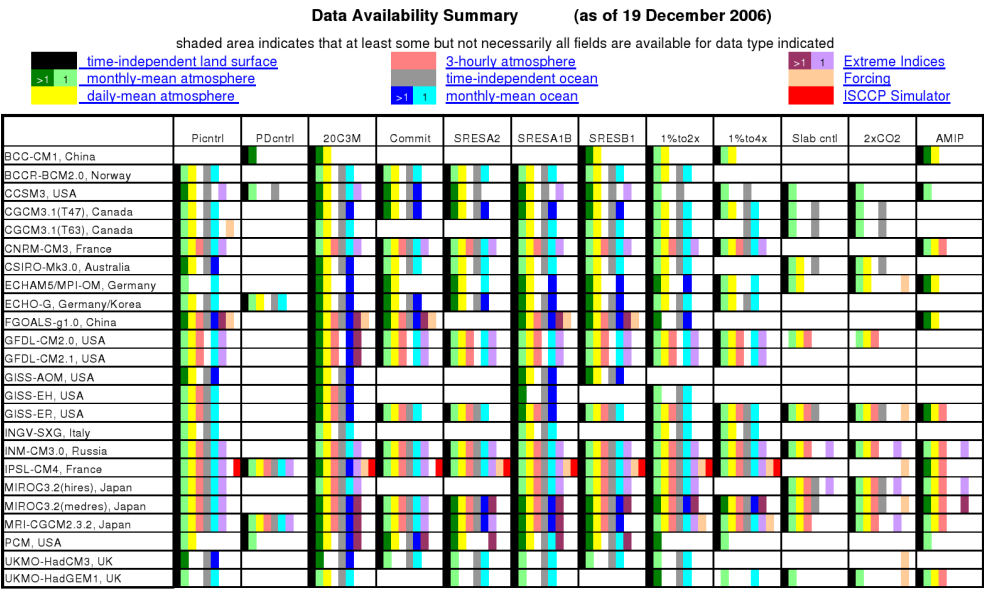 Data Availability Summary (as of 19 December 2006)
shaded area indicates that at least some but not necessarily all fields are available for data type indicated
time-independent land surface 3-hourly atmosphere >1 1 Extreme Indices
>1 1 monthly-mean atmosphere time-independent ocean Forcing
daily-mean atmosphere >1 1 monthly-mean ocean ISCCP Simulator
Picntrl PDcntrl 20C3M Commit SRESA2 SRESA1B SRESB1 1%to2x 1%to4x Slab cntl 2xCO2 AMIP
BCC-CM1, China
BCCR-BCM2.0, Norway
CCSM3, USA
CGCM3.1(T47), Canada
CGCM3.1(T63), Canada
CNRM-CM3, France
CSIRO-Mk3.0, Australia
ECHAM5/MPI-OM, Germany
ECHO-G, Germany/Korea
FGOALS-g1.0, China
GFDL-CM2.0, USA
GFDL-CM2.1, USA
GISS-AOM, USA
GISS-EH, USA
GISS-ER, USA
INGV-SXG, Italy
INM-CM3.0, Russia
IPSL-CM4, France
MIROC3.2(hires), Japan
MIROC3.2(medres), Japan
MRI-CGCM2.3.2, Japan
PCM, USA
UKMO-HadCM3, UK
UKMO-HadGEM1, UK